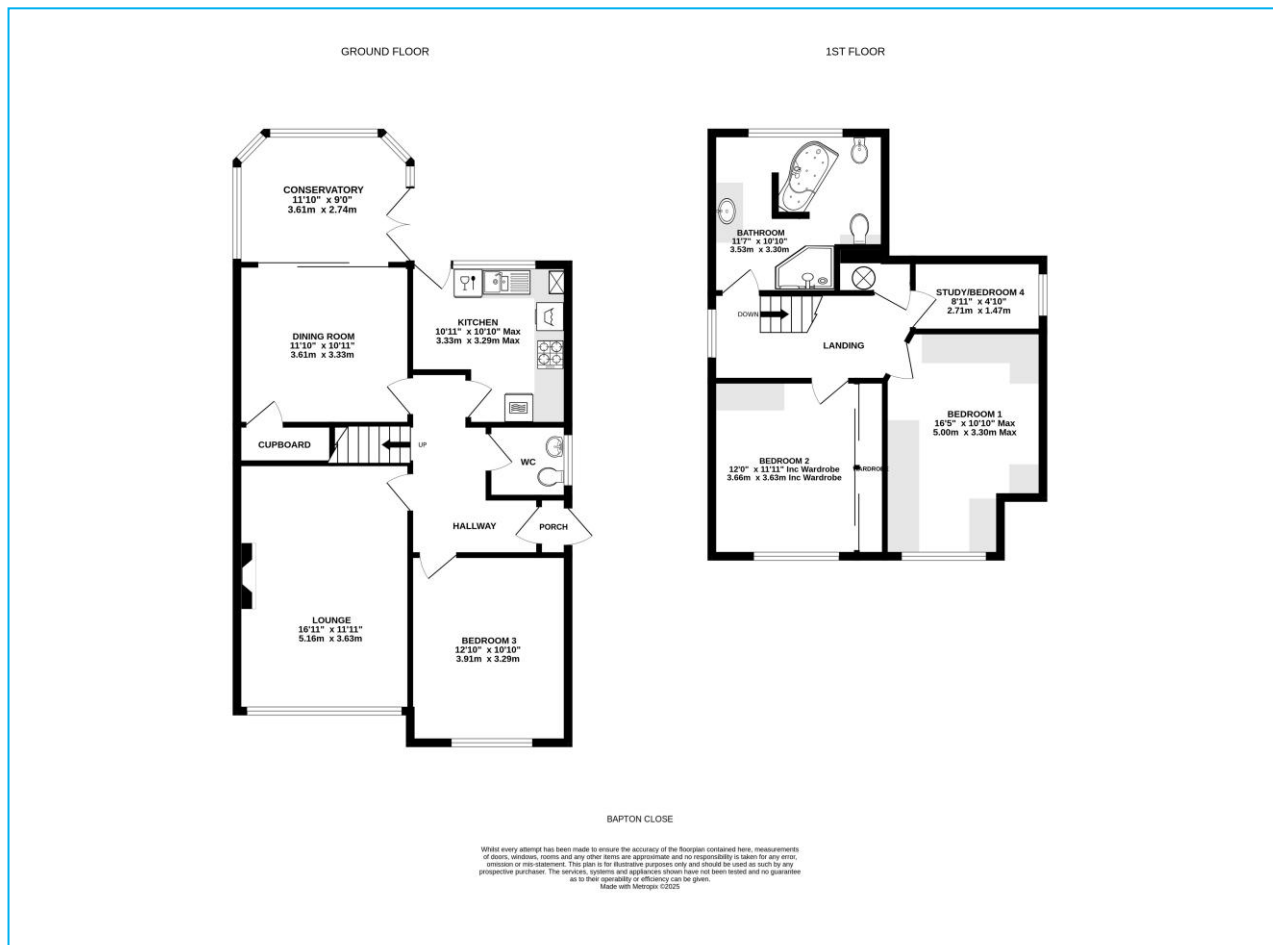 GROUND FLOOR
1ST FLOOR
CONSERVATORY
11'10" x 9'0"
3.61m x 2.74m
DINING ROOM
11'10" x 10'11"
3.61m x 3.33m
KITCHEN
10'11" x 10'10" Max
3.33m x 3.29m Max
CUPBOARD
UP
WC
HALLWAY
PORCH
LOUNGE
16'11" x 11'11"
5.16m x 3.63m
BEDROOM 3
12'10" x 10'10"
3.91m x 3.29m
BATHROOM
11'7" x 10'10"
3.53m x 3.30m
STUDY/BEDROOM 4
8'11" x 4'10"
2.71m x 1.47m
DOWN
LANDING
BEDROOM 1
16'5" x 10'10" Max
5.00m x 3.30m Max
BEDROOM 2
12'0" x 11'11" Inc Wardrobe
3.66m x 3.63m Inc Wardrobe
BAPTON CLOSE
Whilst every attempt has been made to ensure the accuracy of the floorplan contained here, measurements
of doors, windows, rooms and any other items are approximate and no responsibility is taken for any error,
omission or mis-statement. This plan is for illustrative purposes only and should be used as such by any
prospective purchaser. The services, systems and appliances shown have not been tested and no guarantee
as to their operability or efficiency can be given.
Made with Metropix ©2025